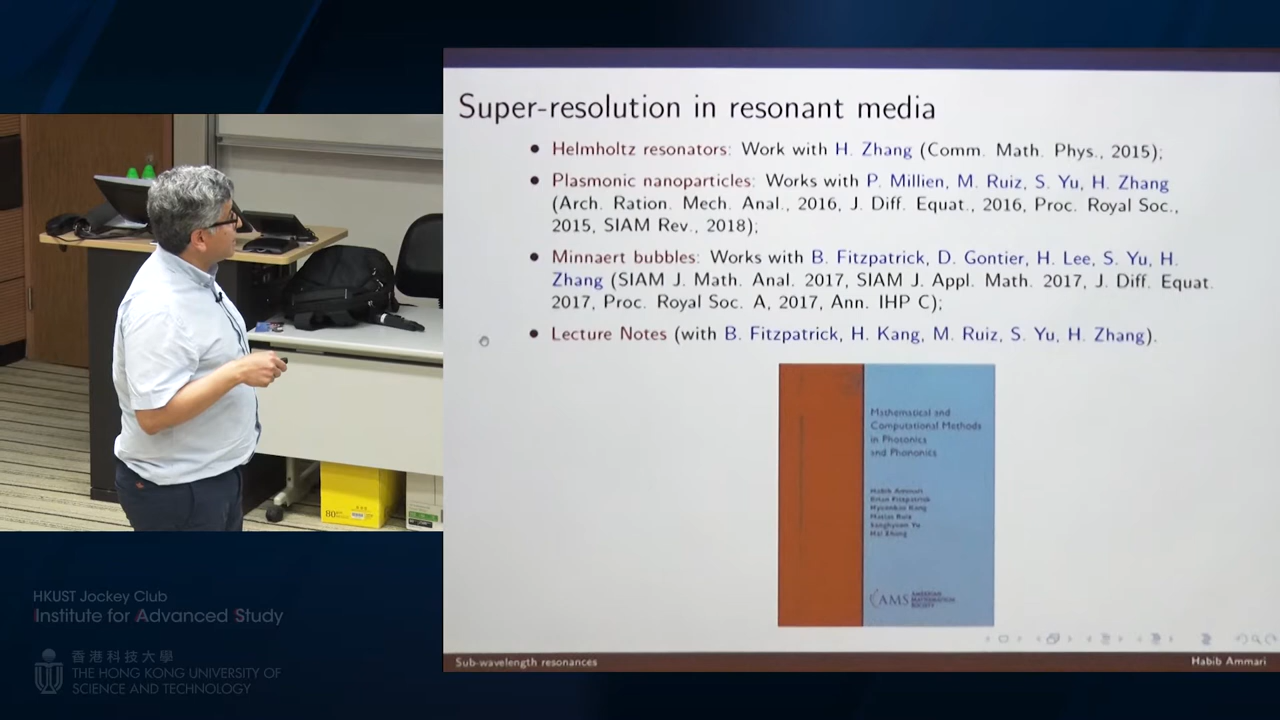 Super-resolution in resonant media
Helmholtz resonators: Work with H. Zhang (Comm. Math. Phys., 2015);
Plasmonic nanoparticles: Works with P. Millien, M. Ruiz, S. Yu, H. Zhang
(Arch. Ration. Mech. Anal., 2016, J. Diff. Equat., 2016, Proc. Royal Soc.,
2015, SIAM Rev., 2018);
Minnaert bubbles: Works with B. Fitzpatrick, D. Gontier, H. Lee, S. Yu, H.
Zhang (SIAM J. Math. Anal. 2017, SIAM J. Appl. Math. 2017, J. Diff. Equat.
2017, Proc. Royal Soc. A, 2017, Ann. IHP C);
Lecture Notes (with B. Fitzpatrick, H. Kang, M. Ruiz, S. Yu, H. Zhang).
Mathematical and
Computational Methods
in Photonics
and Phononics
Habib Ammari
Brian Fitzpatrick
Hyeonbae Kang
Matias Ruiz
Sanghyeon Yu
Hai Zhang
AMS AMERICAN
MATHEMATICAL
SOCIETY
Sub-wavelength resonances
Habib Ammari
80
HKUST Jockey Club
Institute for Advanced Study
香港科技大學
THE HONG KONG UNIVERSITY OF
SCIENCE AND TECHNOLOGY